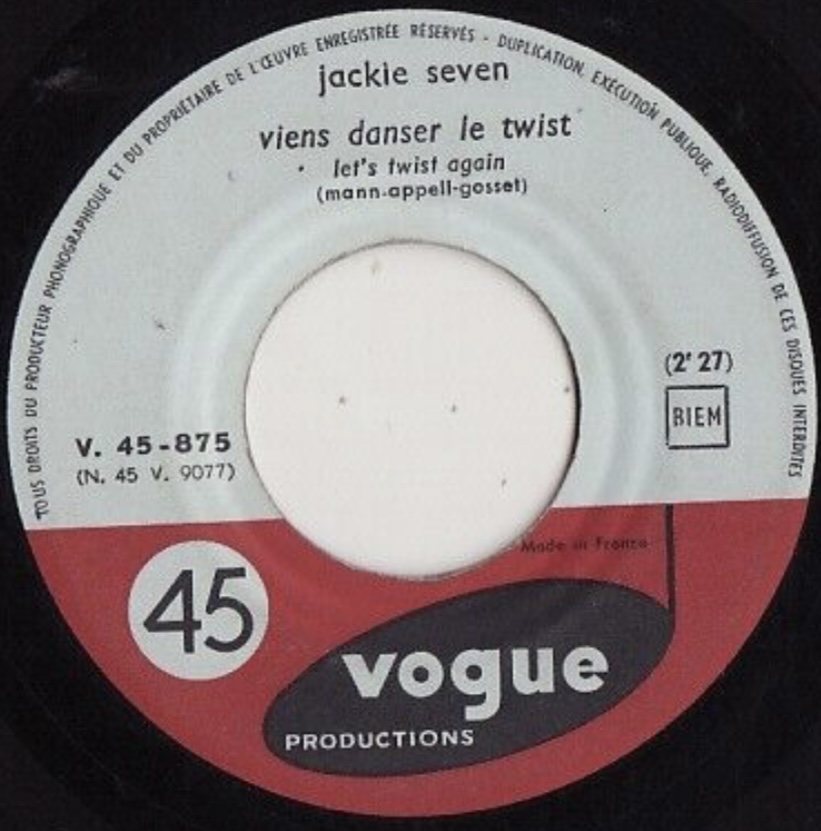 TOUS DROITS DU PRODUCTEUR PHONOGRAPHIQUE ET DU PROPRIÉTAIRE DE L'ŒUVRE ENREGISTRÉE RÉSERVÉS - DUPLICATION, EXÉCUTION PUBLIQUE, RADIODIFFUSION DE CES DISQUES INTERDITES
jackie seven
viens danser le twist
let's twist again
(mann-appell-gosset)
(2' 27)
BIEM
V. 45-875
(N. 45 V. 9077)
Made in France
45
vogue
PRODUCTIONS